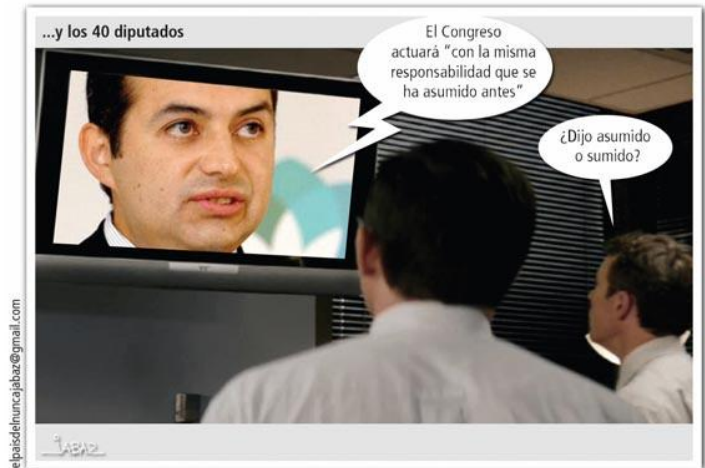 ...y los 40 diputados
El Congreso
actuará “con la misma
responsabilidad que se
ha asumido antes”
¿Dijo asumido
o sumido?
elpaisdelnuncajabaz@gmail.com
JABAZ